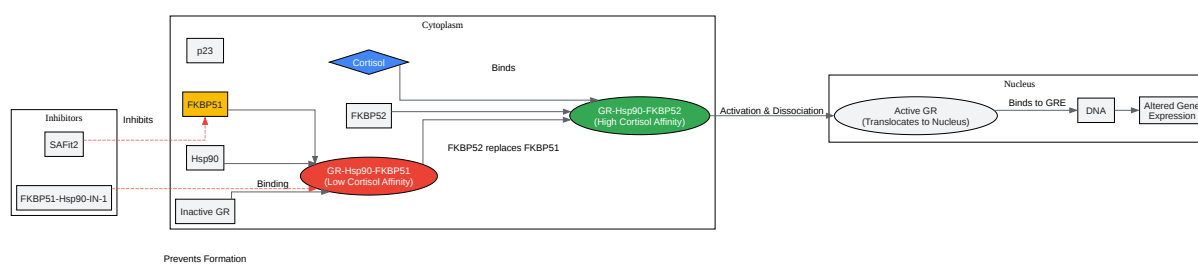 Cytoplasm
p23
Cortisol
Binds
FKBP51
FKBP52
GR-Hsp90-FKBP52
(High Cortisol Affinity)
Activation & Dissociation
Nucleus
Active GR
(Translocates to Nucleus)
Binds to GRE
DNA
Altered Gene
Expression
Inhibitors
Inhibits
SAFit2
Hsp90
FKBP52 replaces FKBP51
GR-Hsp90-FKBP51
(Low Cortisol Affinity)
Binding
FKBP51-Hsp90-IN-1
Inactive GR
Prevents Formation